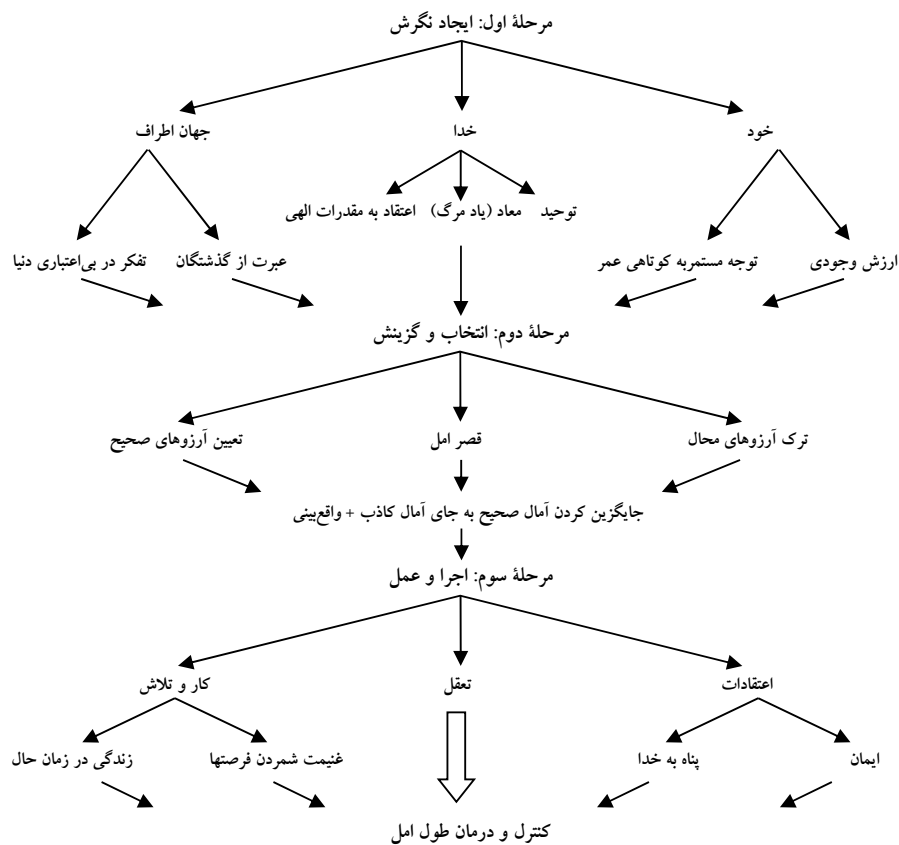 مرحلۀ اول: ایجاد نگرش
خود
خدا
جهان اطراف
توحید
معاد (یاد مرگ)
اعتقاد به مقدرات الهی
ارزش وجودی
توجه مستمربه کوتاهی عمر
عبرت از گذشتگان
تفکر در بی‌اعتباری دنیا
مرحلۀ دوم: انتخاب و گزینش
ترک آرزوهای محال
قصر امل
تعیین آرزوهای صحیح
جایگزین کردن آمال صحیح به جای آمال کاذب + واقع‌بینی
مرحلۀ سوم: اجرا و عمل
اعتقادات
تعقل
کار و تلاش
ایمان
پناه به خدا
غنیمت شمردن فرصتها
زندگی در زمان حال
کنترل و درمان طول امل